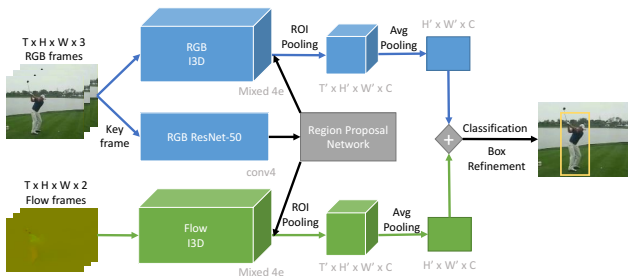 T x H x W x 3
RGB frames
RGB
I3D
Mixed 4e
ROI
Pooling
T' x H' x W' x C
Avg
Pooling
H' x W' x C
Key
frame
RGB ResNet-50
conv4
Region Proposal
Network
+
Classification
Box
Refinement
T x H x W x 2
Flow frames
Flow
I3D
Mixed 4e
ROI
Pooling
T' x H' x W' x C
Avg
Pooling
H' x W' x C